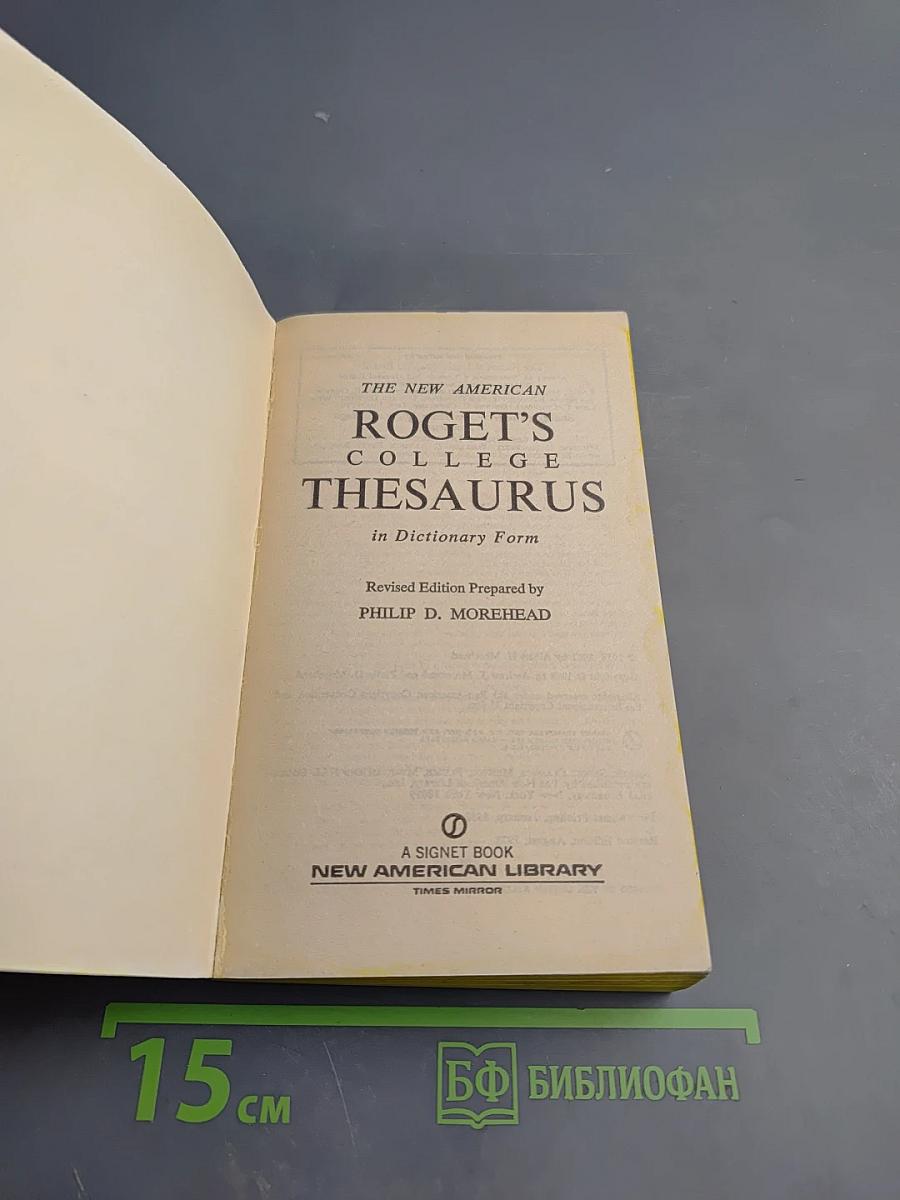 THE NEW AMERICAN
ROGET'S
COLLEGE
THESAURUS
in Dictionary Form
Revised Edition Prepared by
PHILIP D. MOREHEAD
A SIGNET BOOK
NEW AMERICAN LIBRARY
TIMES MIRROR
15 см
БФ БИБЛИОФАН